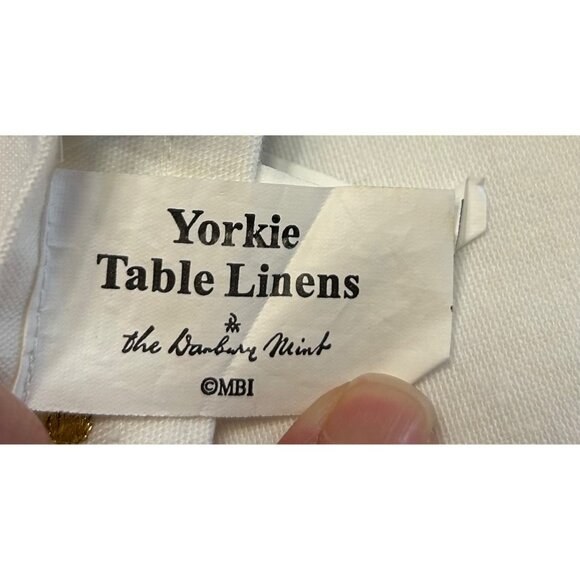 Yorkie
Table Linens
the Danbury Mint
©MBI